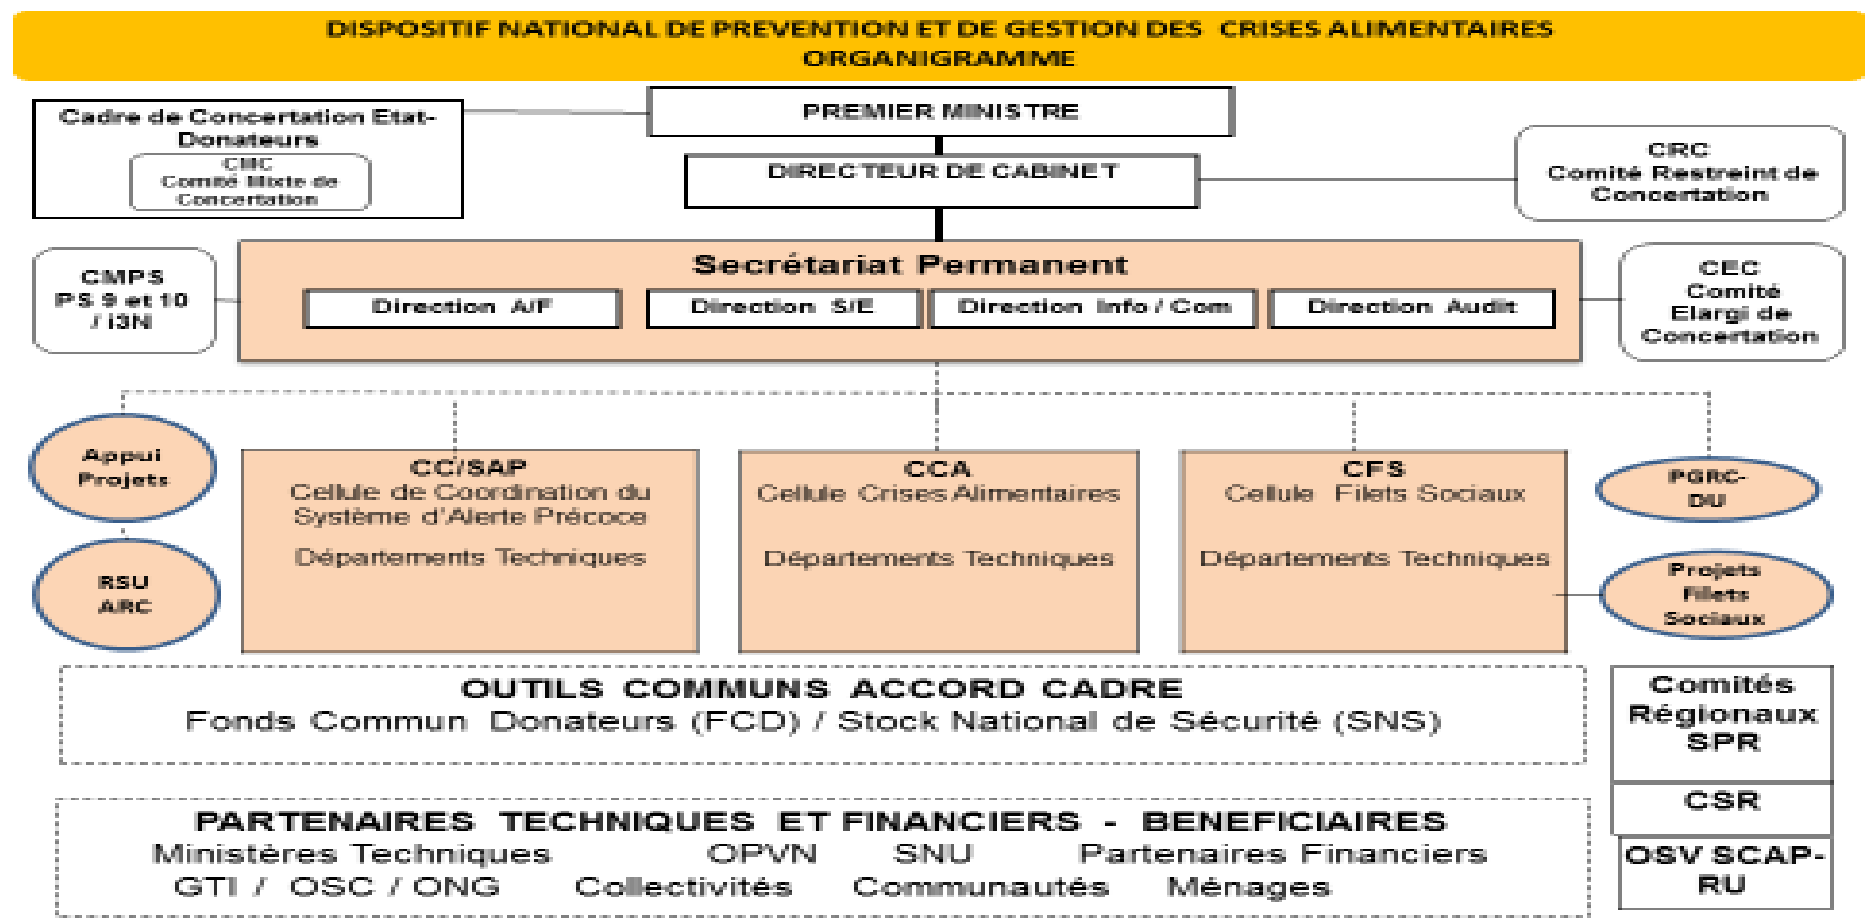 DISPOSITIF NATIONAL DE PREVENTION ET DE GESTION DES CRISES ALIMENTAIRES
ORGANIGRAMME
Cadre de Concertation Etat-
Donateurs
CMC
Comité Mixte de
Concertation
PREMIER MINISTRE
DIRECTEUR DE CABINET
CRC
Comité Restreint de
Concertation
CMPS
PS 9 et 10
/ i3N
Secrétariat Permanent
Direction A/F
Direction S/E
Direction Info / Com
Direction Audit
CEC
Comité
Elargi de
Concertation
Appui
Projets
RSU
ARC
CC/SAP
Cellule de Coordination du
Système d'Alerte Précoce
Départements Techniques
CCA
Cellule Crises Alimentaires
Départements Techniques
CFS
Cellule Filets Sociaux
Départements Techniques
PGRC-
DU
Projets
Filets
Sociaux
OUTILS COMMUNS ACCORD CADRE
Fonds Commun Donateurs (FCD) / Stock National de Sécurité (SNS)
Comités
Régionaux
SPR
CSR
OSV SCAP-
RU
PARTENAIRES TECHNIQUES ET FINANCIERS - BENEFICIAIRES
Ministères Techniques OPVN SNU Partenaires Financiers
GTI / OSC / ONG Collectivités Communautés Ménages